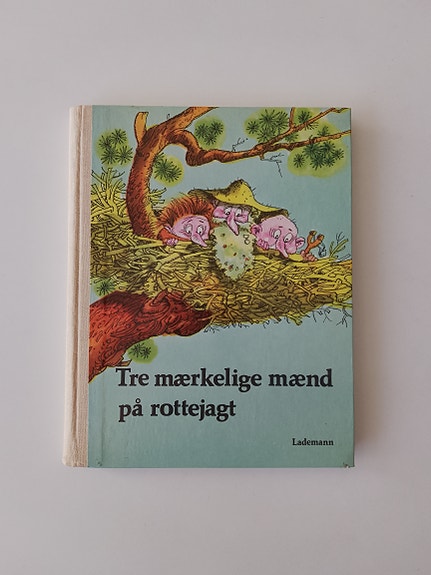 Tre mærkelige mænd
på rottejagt
Lademann